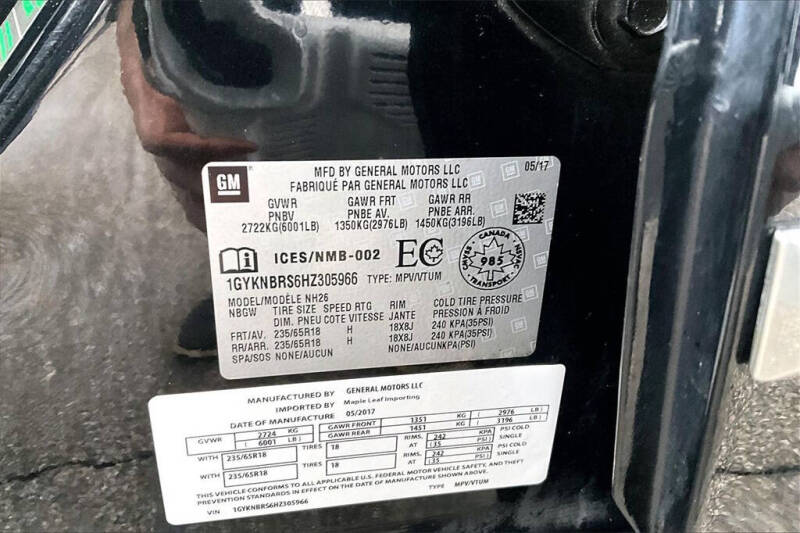 GM
MFD BY GENERAL MOTORS LLC 05/17
FABRIQUÉ PAR GENERAL MOTORS LLC
GVWR GAWR FRT GAWR RR
PNBV PNBE AV. PNBE ARR.
2722KG(6001LB) 1350KG(2976LB) 1450KG(3196LB)
ICES/NMB-002 EC
CANADA
985
TRANSPORT
1GYKNBRS6HZ305966 TYPE: MPV/VTUM
MODEL/MODÈLE NH26
NBGW TIRE SIZE SPEED RTG RIM COLD TIRE PRESSURE
DIM. PNEU COTE VITESSE JANTE PRESSION À FROID
FRT/AV. 235/65R18 H 18X8J 240 KPA(35PSI)
RR/ARR. 235/65R18 H 18X8J 240 KPA(35PSI)
SPA/SOS NONE/AUCUN NONE/AUCUNKPA(PSI)
MANUFACTURED BY GENERAL MOTORS LLC
IMPORTED BY Maple Leaf Importing
DATE OF MANUFACTURE 05/2017
GVWR 2724 KG GAWR FRONT 1351 KG ( 2976 LB )
( 6001 LB ) GAWR REAR 1451 KG ( 3196 LB )
WITH 235/65R18 TIRES 18 RIMS. AT 242 KPA ( 35 PSI ) PSI COLD SINGLE
WITH 235/65R18 TIRES 18 RIMS. AT 242 KPA ( 35 PSI ) PSI COLD SINGLE
THIS VEHICLE CONFORMS TO ALL APPLICABLE U.S. FEDERAL MOTOR VEHICLE SAFETY, AND THEFT
PREVENTION STANDARDS IN EFFECT ON THE DATE OF MANUFACTURE SHOWN ABOVE.
VIN 1GYKNBRS6HZ305966 TYPE MPV/VTUM